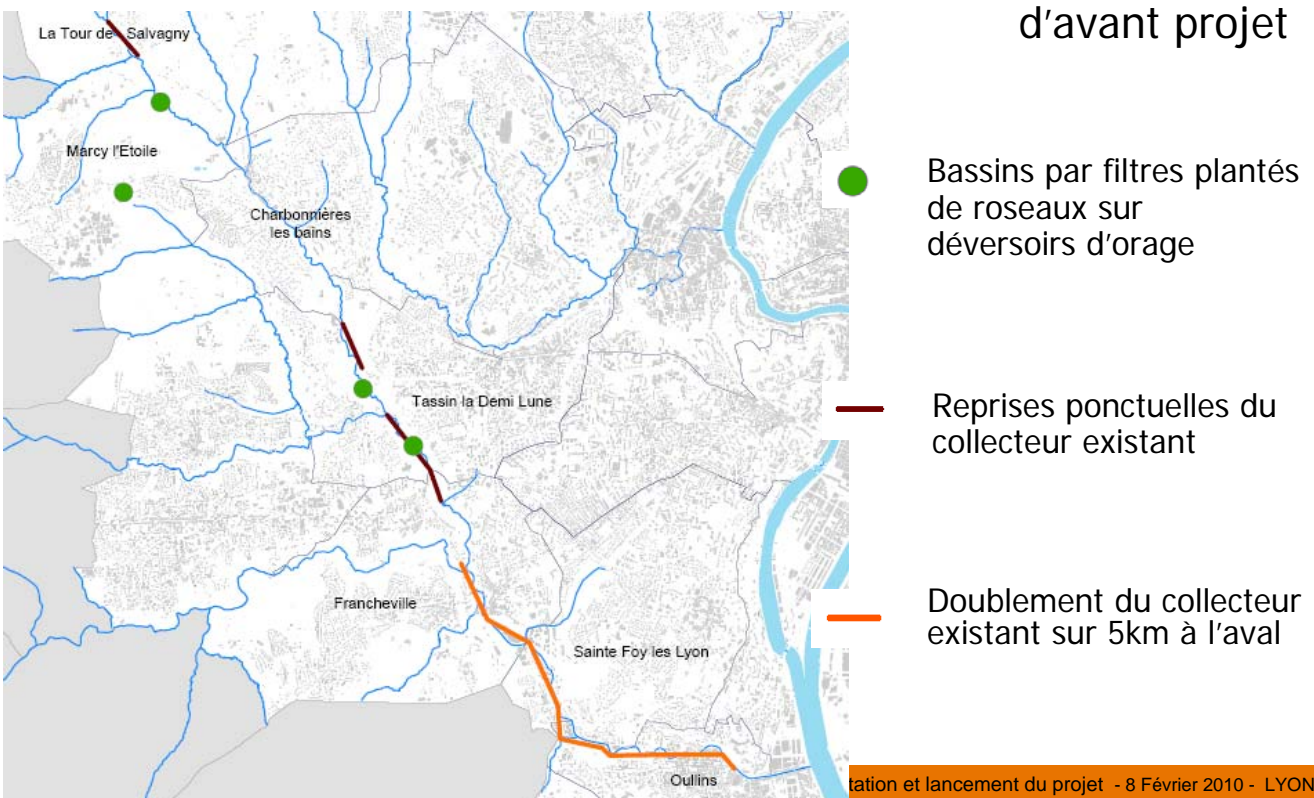 d'avant projet
La Tour de Salvagny
Marcy l'Etoile
Charbonnières
les bains
Tassin la Demi Lune
Francheville
Sainte Foy les Lyon
Oullins
Bassins par filtres plantés
de roseaux sur
déversoirs d'orage
Reprises ponctuelles du
collecteur existant
Doublement du collecteur
existant sur 5km à l'aval
tation et lancement du projet - 8 Février 2010 - LYON